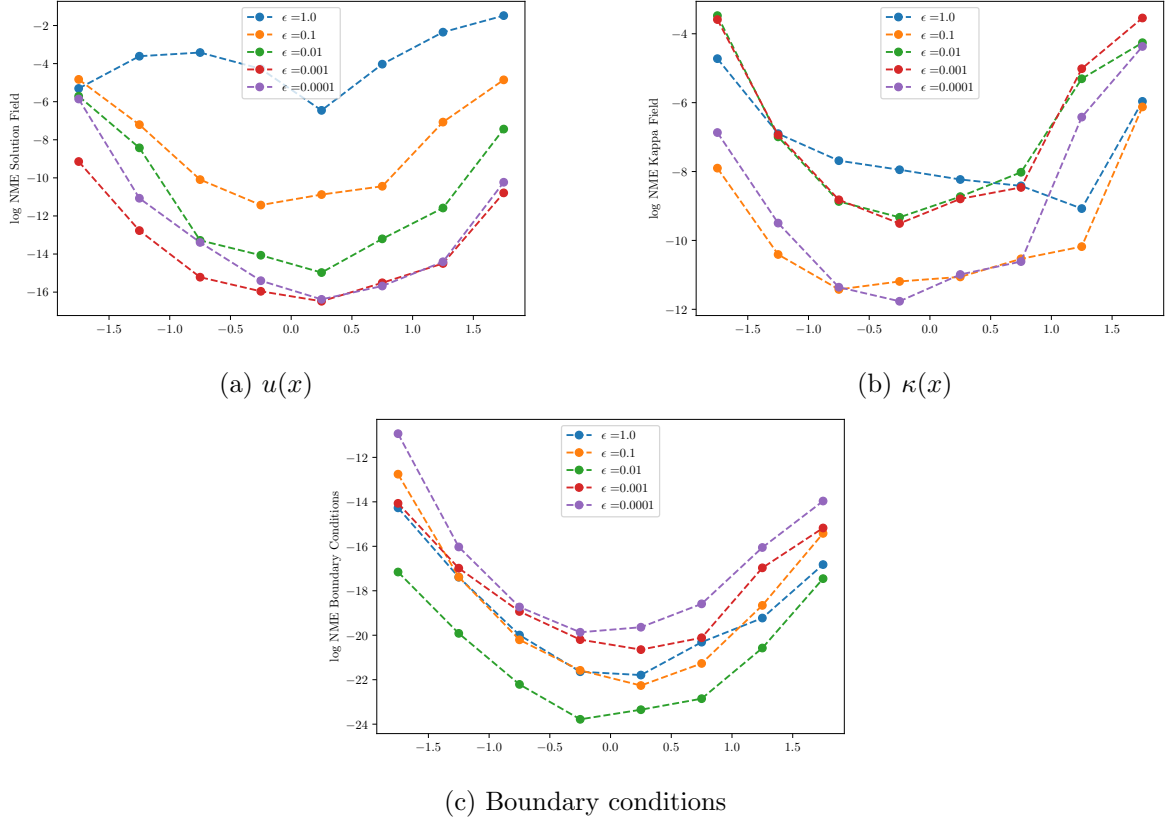 ϵ =1.0
ϵ =0.1
ϵ =0.01
ϵ =0.001
ϵ =0.0001
log NME Solution Field
−2
−4
−6
−8
−10
−12
−14
−16
−1.5 −1.0 −0.5 0.0 0.5 1.0 1.5
(a) u(x)
ϵ =1.0
ϵ =0.1
ϵ =0.01
ϵ =0.001
ϵ =0.0001
log NME Kappa Field
−4
−6
−8
−10
−12
−1.5 −1.0 −0.5 0.0 0.5 1.0 1.5
(b) κ(x)
ϵ =1.0
ϵ =0.1
ϵ =0.01
ϵ =0.001
ϵ =0.0001
log NME Boundary Conditions
−12
−14
−16
−18
−20
−22
−24
−1.5 −1.0 −0.5 0.0 0.5 1.0 1.5
(c) Boundary conditions